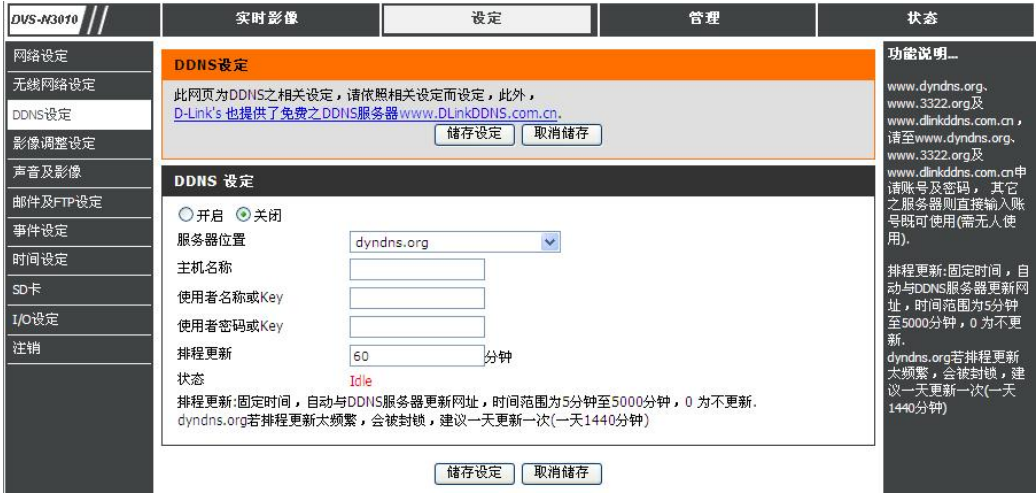 DVS-N3010
实时影像
设定
管理
状态
网络设定
无线网络设定
DDNS设定
影像调整设定
声音及影像
邮件及FTP设定
事件设定
时间设定
SD卡
I/O设定
注销
DDNS设定
此网页为DDNS之相关设定，请依照相关设定而设定，此外，
D-Link's 也提供了免费之DDNS服务器www.DLinkDDNS.com.cn.
储存设定 取消储存
DDNS 设定
开启 关闭
服务器位置 dyndns.org
主机名称
使用者名称或Key
使用者密码或Key
排程更新 60 分钟
状态 Idle
排程更新:固定时间，自动与DDNS服务器更新网址，时间范围为5分钟至5000分钟，0 为不更新.
dyndns.org若排程更新太频繁，会被封锁，建议一天更新一次(一天1440分钟)
储存设定 取消储存
功能说明...
www.dyndns.org、
www.3322.org及
www.dlinkddns.com.cn，
请至www.dyndns.org、
www.3322.org及
www.dlinkddns.com.cn申
请账号及密码， 其它
之服务器则直接输入账
号既可使用(需无人使
用).
排程更新:固定时间，自
动与DDNS服务器更新网
址，时间范围为5分钟
至5000分钟，0 为不更
新.
dyndns.org若排程更新
太频繁，会被封锁，建
议一天更新一次(一天
1440分钟)